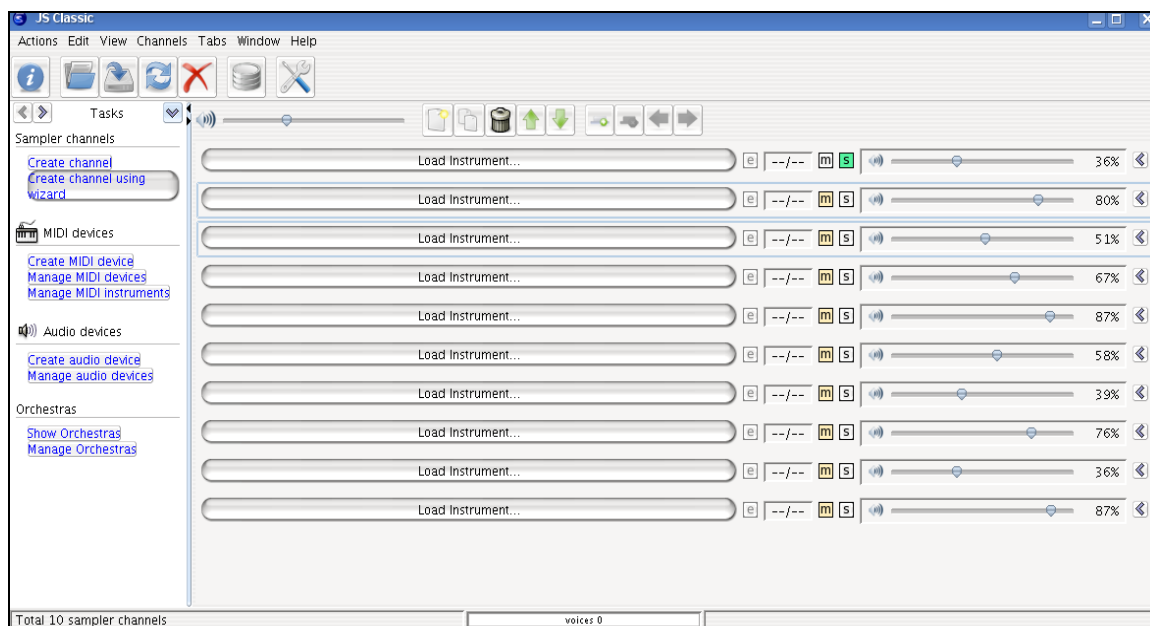 JS Classic
Actions Edit View Channels Tabs Window Help
Tasks
Sampler channels
Create channel
Create channel using
wizard
MIDI devices
Create MIDI device
Manage MIDI devices
Manage MIDI instruments
Audio devices
Create audio device
Manage audio devices
Orchestras
Show Orchestras
Manage Orchestras
Load Instrument... e --/-- m s 36%
Load Instrument... e --/-- m s 80%
Load Instrument... e --/-- m s 51%
Load Instrument... e --/-- m s 67%
Load Instrument... e --/-- m s 87%
Load Instrument... e --/-- m s 58%
Load Instrument... e --/-- m s 39%
Load Instrument... e --/-- m s 76%
Load Instrument... e --/-- m s 36%
Load Instrument... e --/-- m s 87%
Total 10 sampler channels voices 0